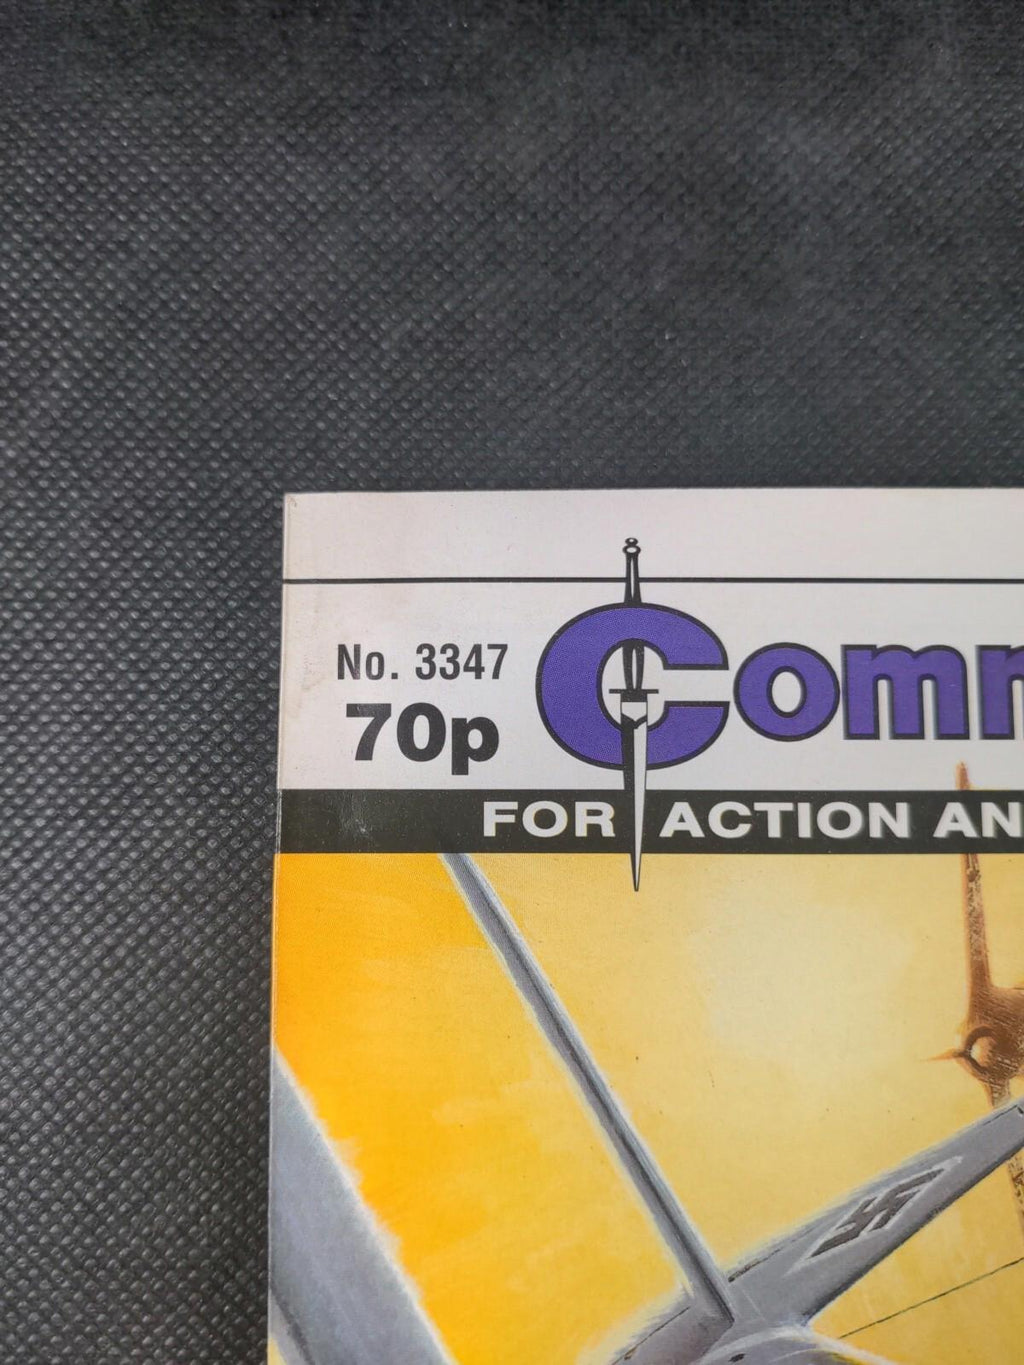 No. 3347
70p
Comm
FOR ACTION AN